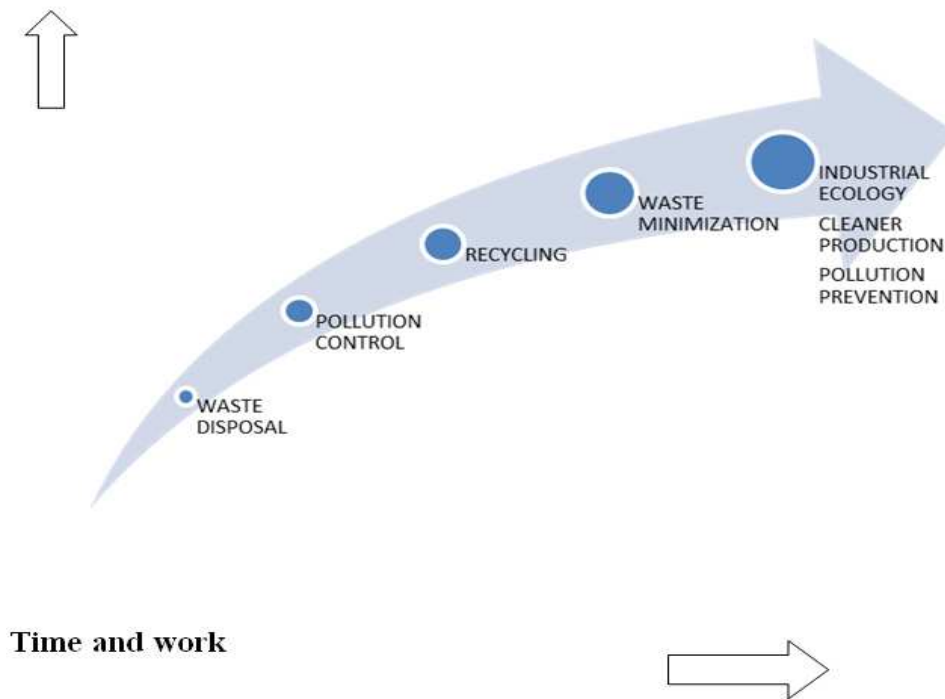 INDUSTRIAL
ECOLOGY
CLEANER
PRODUCTION
POLLUTION
PREVENTION
WASTE
MINIMIZATION
RECYCLING
POLLUTION
CONTROL
WASTE
DISPOSAL
Time and work